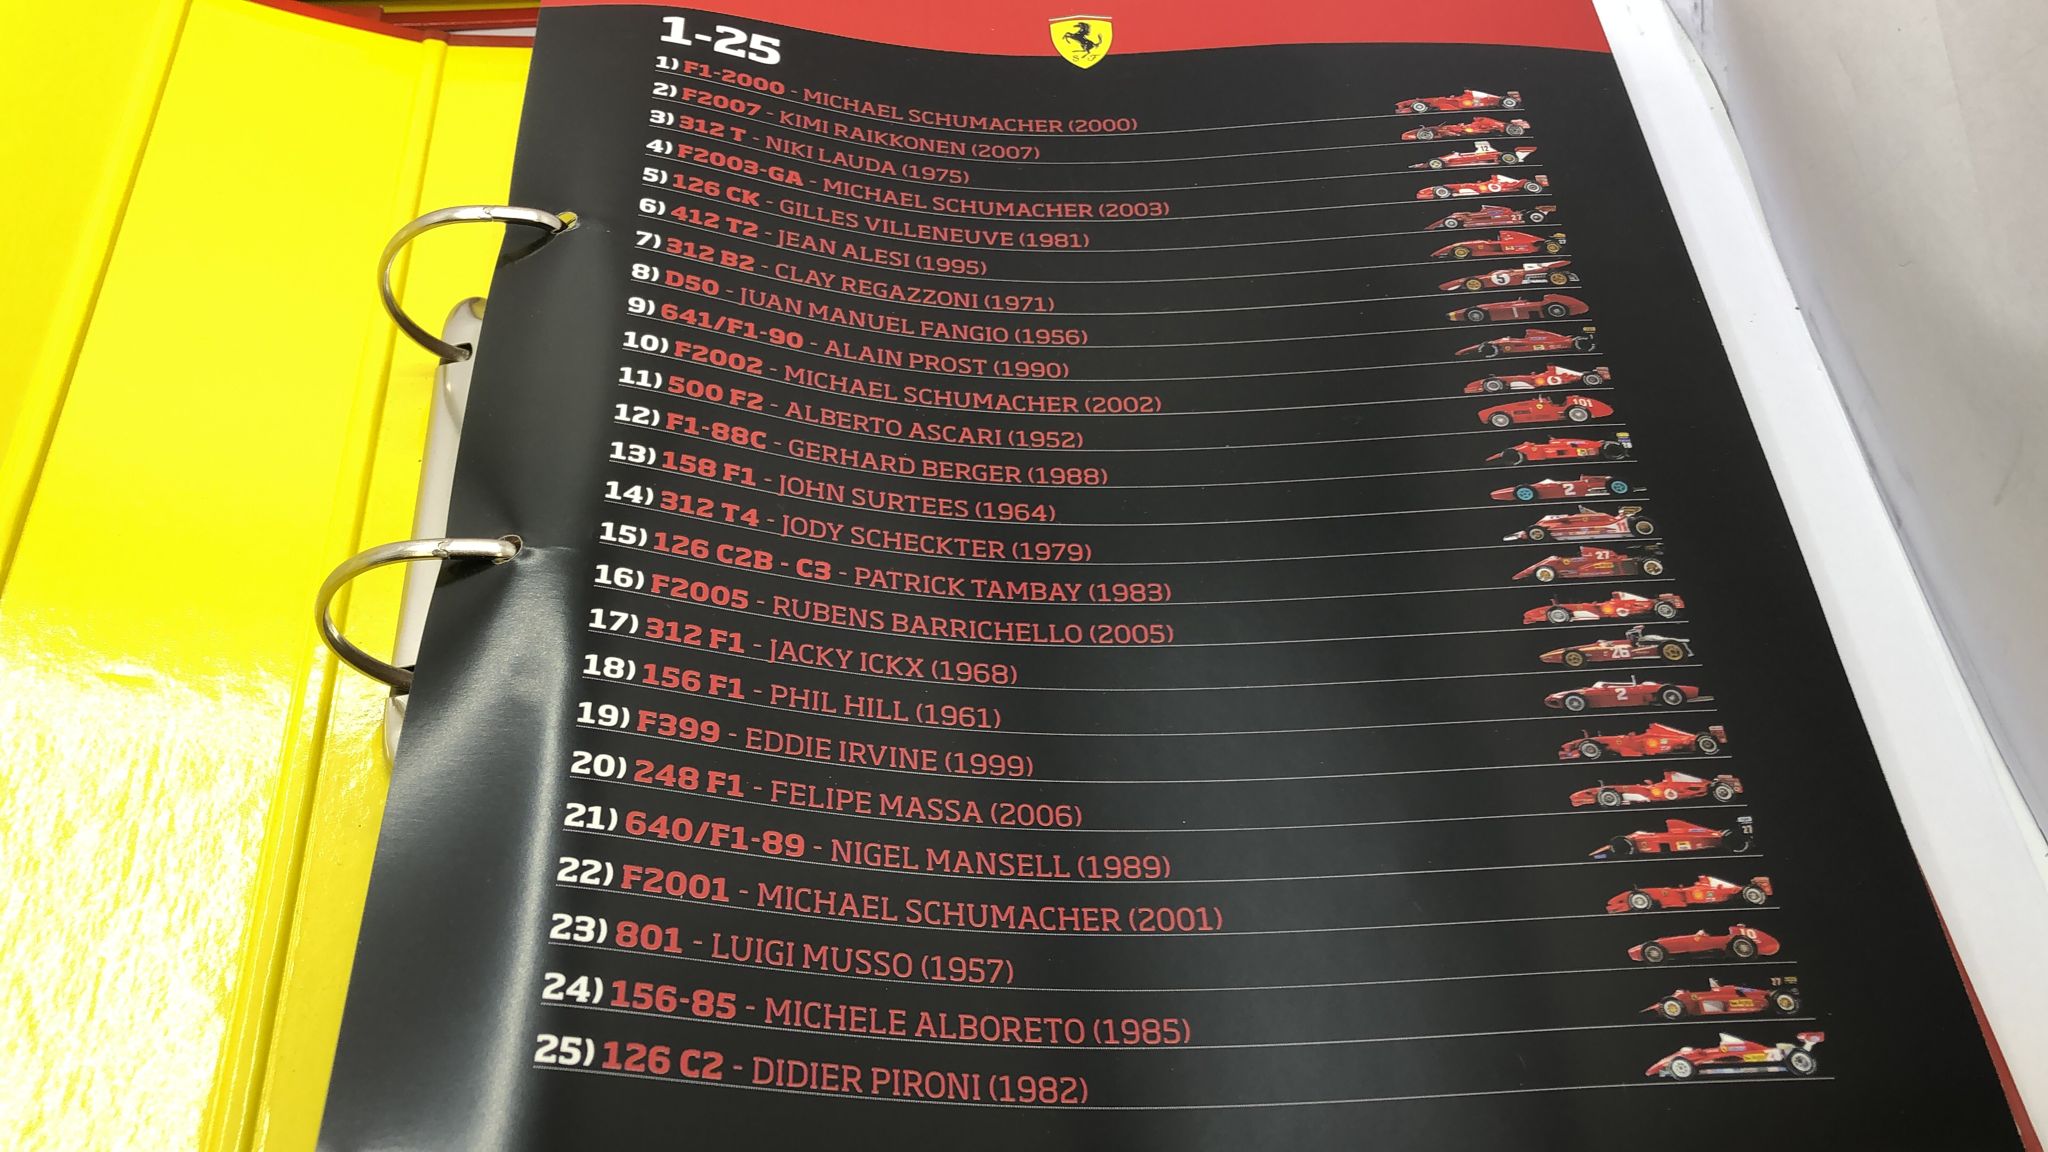 1-25
1) F1-2000 - MICHAEL SCHUMACHER (2000)
2) F2007 - KIMI RAIKKONEN (2007)
3) 312 T - NIKI LAUDA (1975)
4) F2003-GA - MICHAEL SCHUMACHER (2003)
5) 126 CK - GILLES VILLENEUVE (1981)
6) 412 T2 - JEAN ALESI (1995)
7) 312 B2 - CLAY REGAZZONI (1971)
8) D50 - JUAN MANUEL FANGIO (1956)
9) 641/F1-90 - ALAIN PROST (1990)
10) F2002 - MICHAEL SCHUMACHER (2002)
11) 500 F2 - ALBERTO ASCARI (1952)
12) F1-88C - GERHARD BERGER (1988)
13) 158 F1 - JOHN SURTEES (1964)
14) 312 T4 - JODY SCHECKTER (1979)
15) 126 C2B - C3 - PATRICK TAMBAY (1983)
16) F2005 - RUBENS BARRICHELLO (2005)
17) 312 F1 - JACKY ICKX (1968)
18) 156 F1 - PHIL HILL (1961)
19) F399 - EDDIE IRVINE (1999)
20) 248 F1 - FELIPE MASSA (2006)
21) 640/F1-89 - NIGEL MANSELL (1989)
22) F2001 - MICHAEL SCHUMACHER (2001)
23) 801 - LUIGI MUSSO (1957)
24) 156-85 - MICHELE ALBORETO (1985)
25) 126 C2 - DIDIER PIRONI (1982)